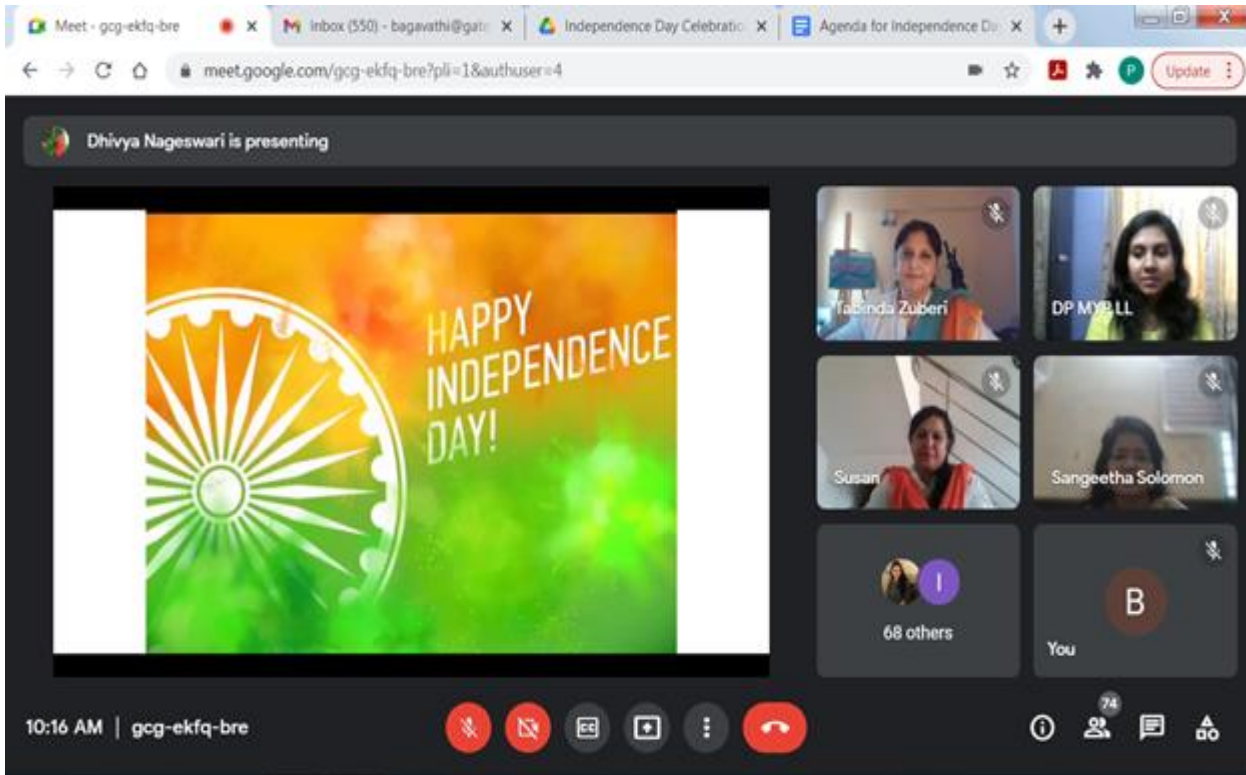 Meet - gcg-ekfq-bre
Inbox (550) - bagavathi@gat
Independence Day Celebratio
Agenda for Independence Da
meet.google.com/gcg-ekfq-bre?pli=1&authuser=4
P
Update
Dhivya Nageswari is presenting
HAPPY
INDEPENDENCE
DAY!
Tabinda Zuberi
DP MYP LL
Susan
Sangeetha Solomon
I
68 others
B
You
10:16 AM | gcg-ekfq-bre
CC
74